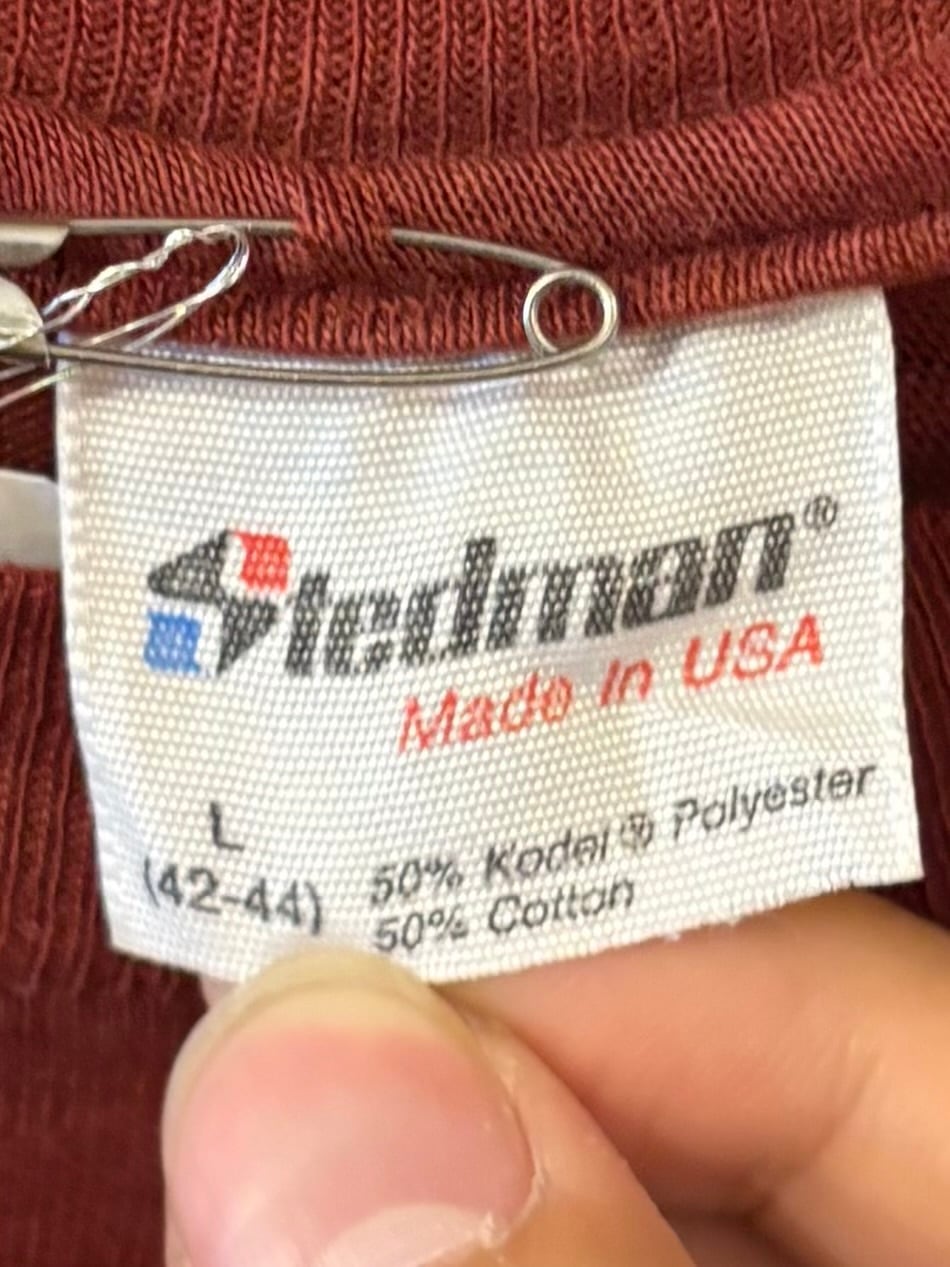 Stedman®
Made in USA
L
(42-44)
50% Kodel® Polyester
50% Cotton